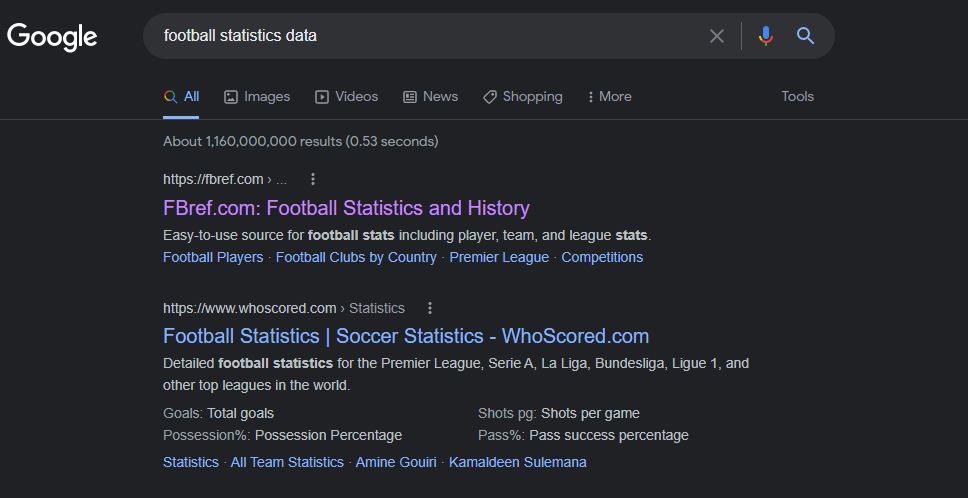 Google
football statistics data
All Images Videos News Shopping More Tools
About 1,160,000,000 results (0.53 seconds)
https://fbref.com › ...
FBref.com: Football Statistics and History
Easy-to-use source for football stats including player, team, and league stats.
Football Players · Football Clubs by Country · Premier League · Competitions
https://www.whoscored.com › Statistics
Football Statistics | Soccer Statistics - WhoScored.com
Detailed football statistics for the Premier League, Serie A, La Liga, Bundesliga, Ligue 1, and
other top leagues in the world.
Goals: Total goals Shots pg: Shots per game
Possession%: Possession Percentage Pass%: Pass success percentage
Statistics · All Team Statistics · Amine Gouiri · Kamaldeen Sulemana